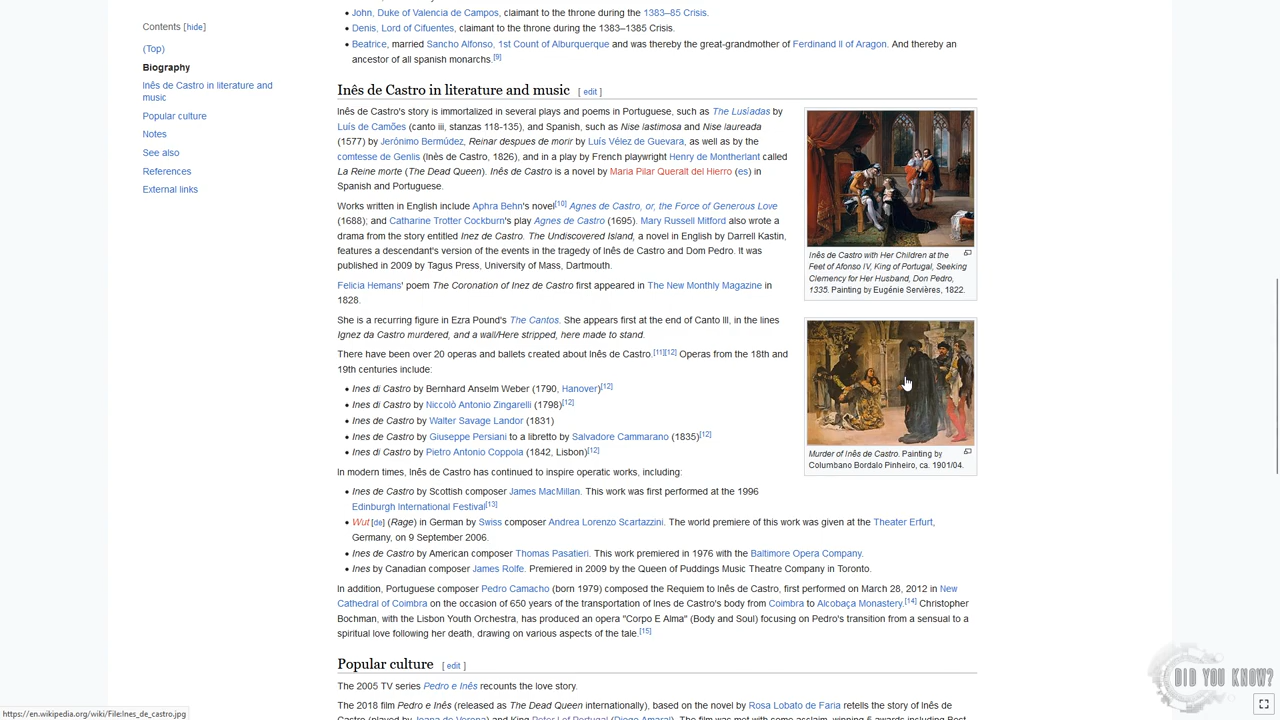 Contents [hide]
(Top)
Biography
Inês de Castro in literature and
music
Popular culture
Notes
See also
References
External links
• John, Duke of Valencia de Campos, claimant to the throne during the 1383–85 Crisis.
• Denis, Lord of Cifuentes, claimant to the throne during the 1383–1385 Crisis.
• Beatrice, married Sancho Alfonso, 1st Count of Alburquerque and was thereby the great-grandmother of Ferdinand II of Aragon. And thereby an
ancestor of all spanish monarchs.[9]
Inês de Castro in literature and music [ edit ]
Inês de Castro's story is immortalized in several plays and poems in Portuguese, such as The Lusíadas by
Luís de Camões (canto iii, stanzas 118-135), and Spanish, such as Nise lastimosa and Nise laureada
(1577) by Jerónimo Bermúdez, Reinar despues de morir by Luís Vélez de Guevara, as well as by the
comtesse de Genlis (Inès de Castro, 1826), and in a play by French playwright Henry de Montherlant called
La Reine morte (The Dead Queen). Inês de Castro is a novel by Maria Pilar Queralt del Hierro (es) in
Spanish and Portuguese.
Works written in English include Aphra Behn's novel[10] Agnes de Castro, or, the Force of Generous Love
(1688); and Catharine Trotter Cockburn's play Agnes de Castro (1695). Mary Russell Mitford also wrote a
drama from the story entitled Inez de Castro. The Undiscovered Island, a novel in English by Darrell Kastin,
features a descendant's version of the events in the tragedy of Inês de Castro and Dom Pedro. It was
published in 2009 by Tagus Press, University of Mass, Dartmouth.
Felicia Hemans' poem The Coronation of Inez de Castro first appeared in The New Monthly Magazine in
1828.
She is a recurring figure in Ezra Pound's The Cantos. She appears first at the end of Canto III, in the lines
Ignez da Castro murdered, and a wall/Here stripped, here made to stand.
There have been over 20 operas and ballets created about Inês de Castro.[11][12] Operas from the 18th and
19th centuries include:
• Ines di Castro by Bernhard Anselm Weber (1790, Hanover)[12]
• Ines di Castro by Niccolò Antonio Zingarelli (1798)[12]
• Ines de Castro by Walter Savage Landor (1831)
• Ines de Castro by Giuseppe Persiani to a libretto by Salvadore Cammarano (1835)[12]
• Ines di Castro by Pietro Antonio Coppola (1842, Lisbon)[12]
In modern times, Inês de Castro has continued to inspire operatic works, including:
• Ines de Castro by Scottish composer James MacMillan. This work was first performed at the 1996
Edinburgh International Festival[13]
• Wut [de] (Rage) in German by Swiss composer Andrea Lorenzo Scartazzini. The world premiere of this work was given at the Theater Erfurt,
Germany, on 9 September 2006.
• Ines de Castro by American composer Thomas Pasatieri. This work premiered in 1976 with the Baltimore Opera Company.
• Ines by Canadian composer James Rolfe. Premiered in 2009 by the Queen of Puddings Music Theatre Company in Toronto.
In addition, Portuguese composer Pedro Camacho (born 1979) composed the Requiem to Inês de Castro, first performed on March 28, 2012 in New
Cathedral of Coimbra on the occasion of 650 years of the transportation of Ines de Castro's body from Coimbra to Alcobaça Monastery.[14] Christopher
Bochman, with the Lisbon Youth Orchestra, has produced an opera "Corpo E Alma" (Body and Soul) focusing on Pedro's transition from a sensual to a
spiritual love following her death, drawing on various aspects of the tale.[15]
Inês de Castro with Her Children at the
Feet of Afonso IV, King of Portugal, Seeking
Clemency for Her Husband, Don Pedro,
1335. Painting by Eugénie Servières, 1822.
Murder of Inês de Castro. Painting by
Columbano Bordalo Pinheiro, ca. 1901/04.
Popular culture [ edit ]
The 2005 TV series Pedro e Inês recounts the love story.
The 2018 film Pedro e Inês (released as The Dead Queen internationally), based on the novel by Rosa Lobato de Faria retells the story of Inês de
Castro (played by Joana de Verona) and King Peter I of Portugal (Diogo Amaral). The film was met with some acclaim, winning 5 awards including Best
https://en.wikipedia.org/wiki/File:Ines_de_castro.jpg
DID YOU KNOW?